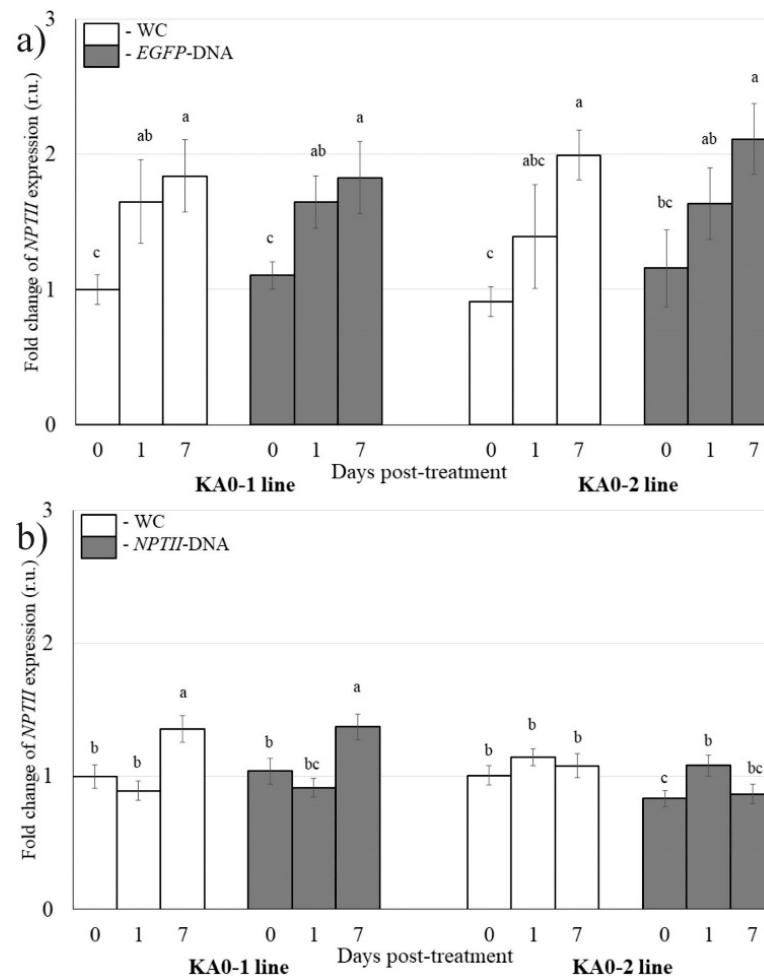 a)
- WC
- EGFP-DNA
Fold change of NPTII expression (r.u.)
3
2
1
0
c
ab
a
c
ab
a
c
abc
a
bc
ab
a
0 1 7 0 1 7 0 1 7 0 1 7
Days post-treatment
KA0-1 line KA0-2 line
b)
- WC
- NPTII-DNA
Fold change of NPTII expression (r.u.)
3
2
1
0
b
b
a
b
bc
a
b
b
b
c
b
bc
0 1 7 0 1 7 0 1 7 0 1 7
Days post-treatment
KA0-1 line KA0-2 line